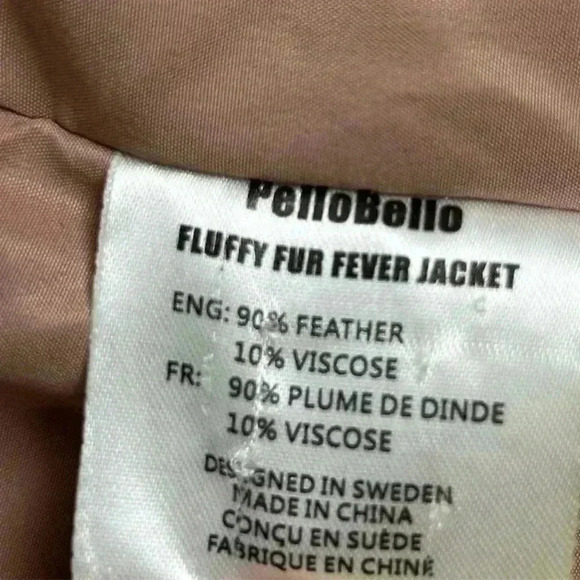 PelloBello
FLUFFY FUR FEVER JACKET
ENG: 90% FEATHER
10% VISCOSE
FR: 90% PLUME DE DINDE
10% VISCOSE
DESIGNED IN SWEDEN
MADE IN CHINA
CONÇU EN SUÈDE
FABRIQUE EN CHINE